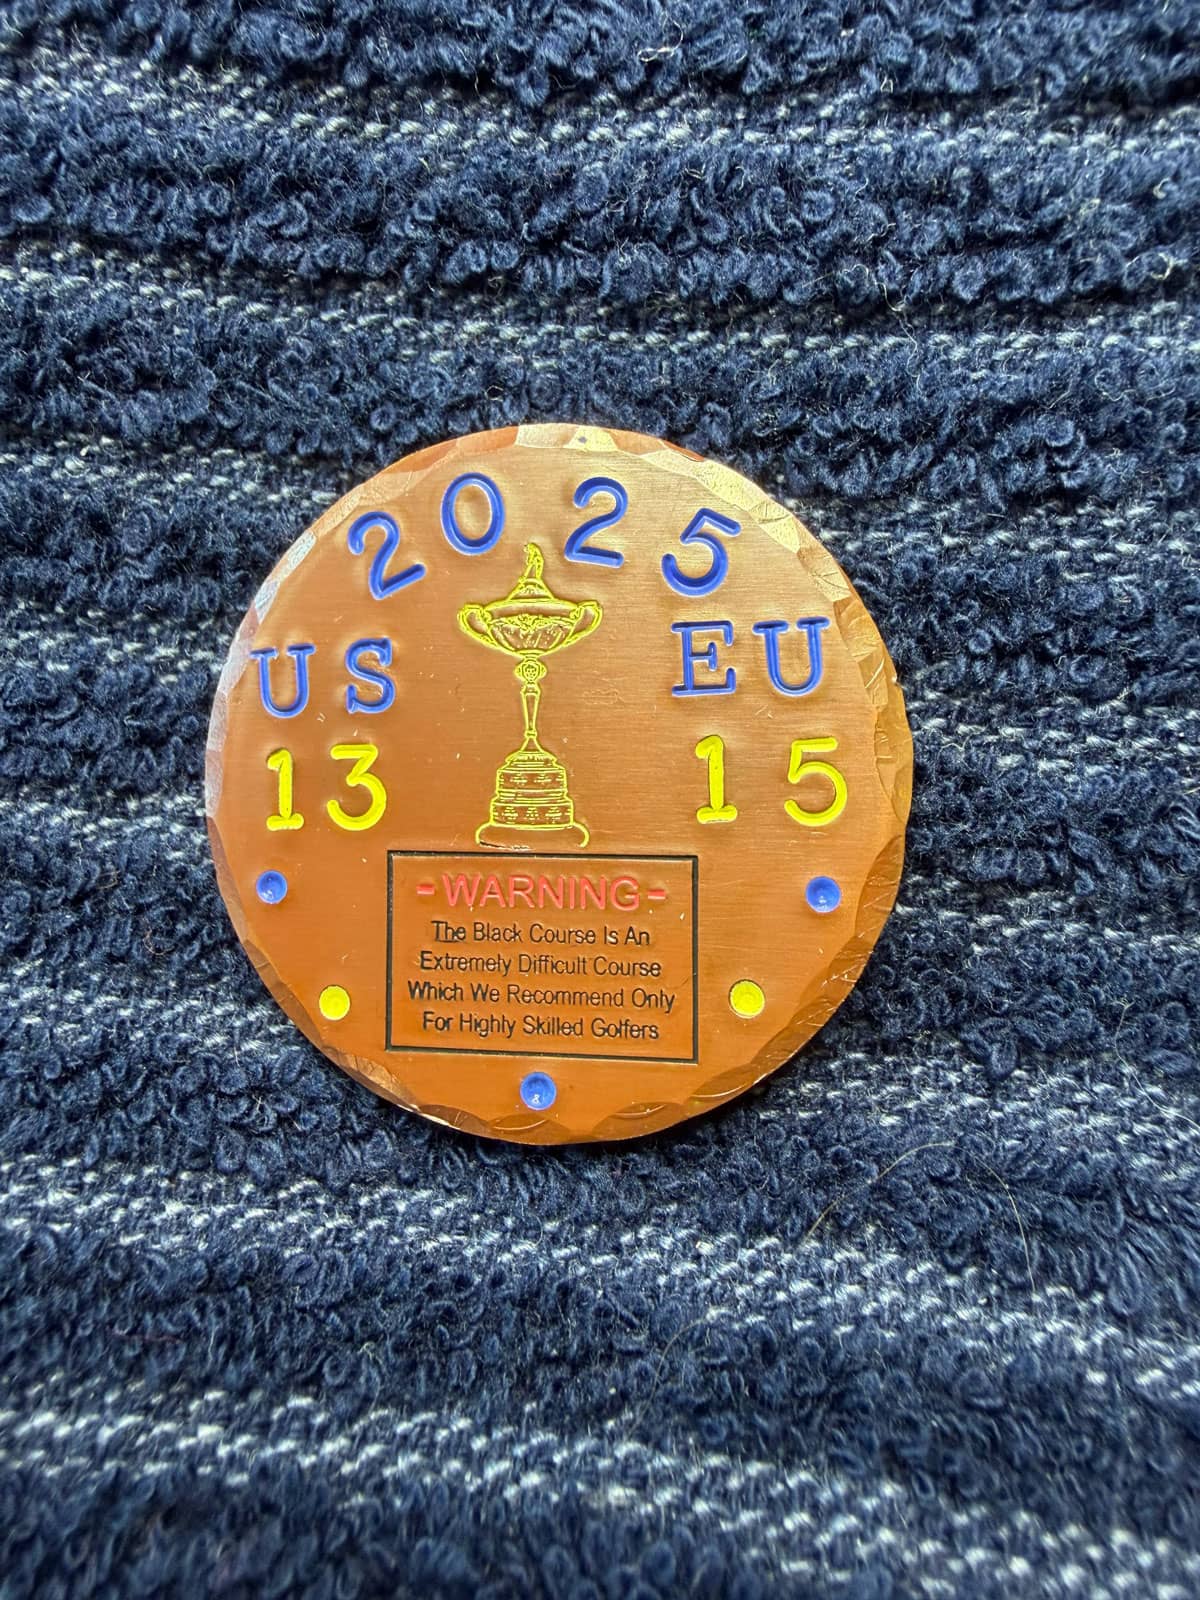 2025
US EU
13 15
-WARNING-
The Black Course Is An
Extremely Difficult Course
Which We Recommend Only
For Highly Skilled Golfers